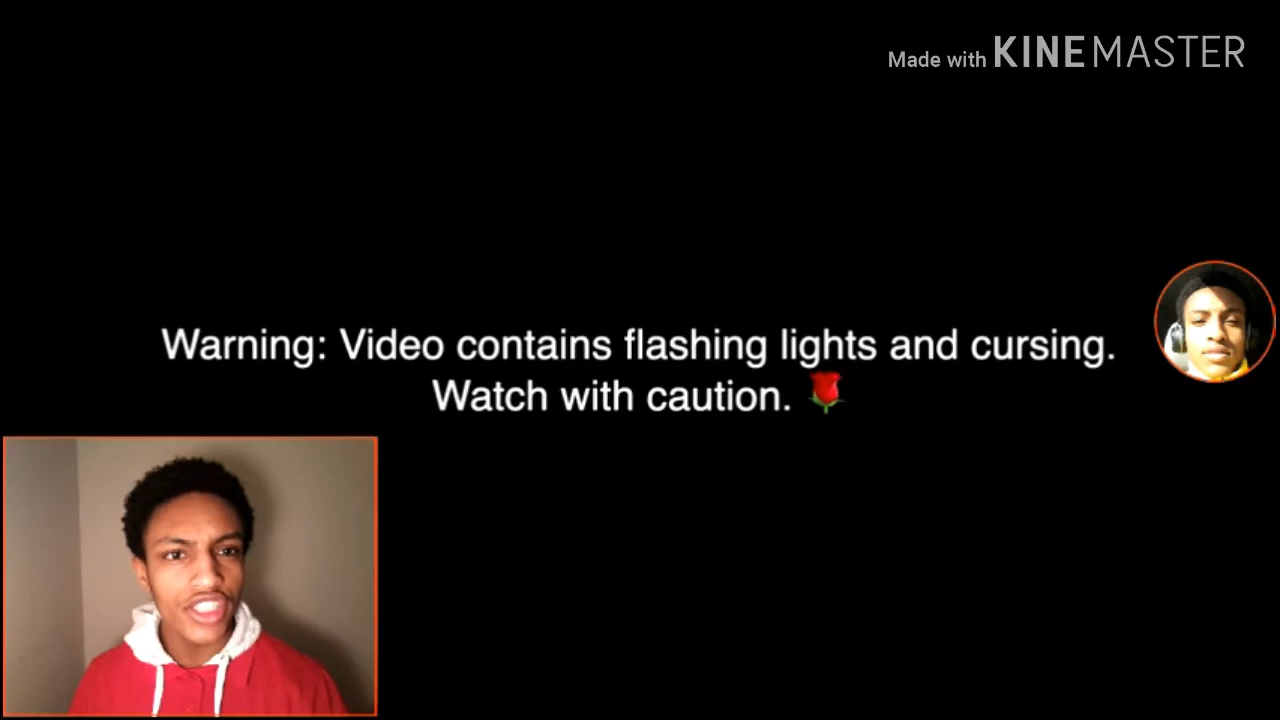 Made with KINEMASTER
Warning: Video contains flashing lights and cursing.
Watch with caution. 🌹